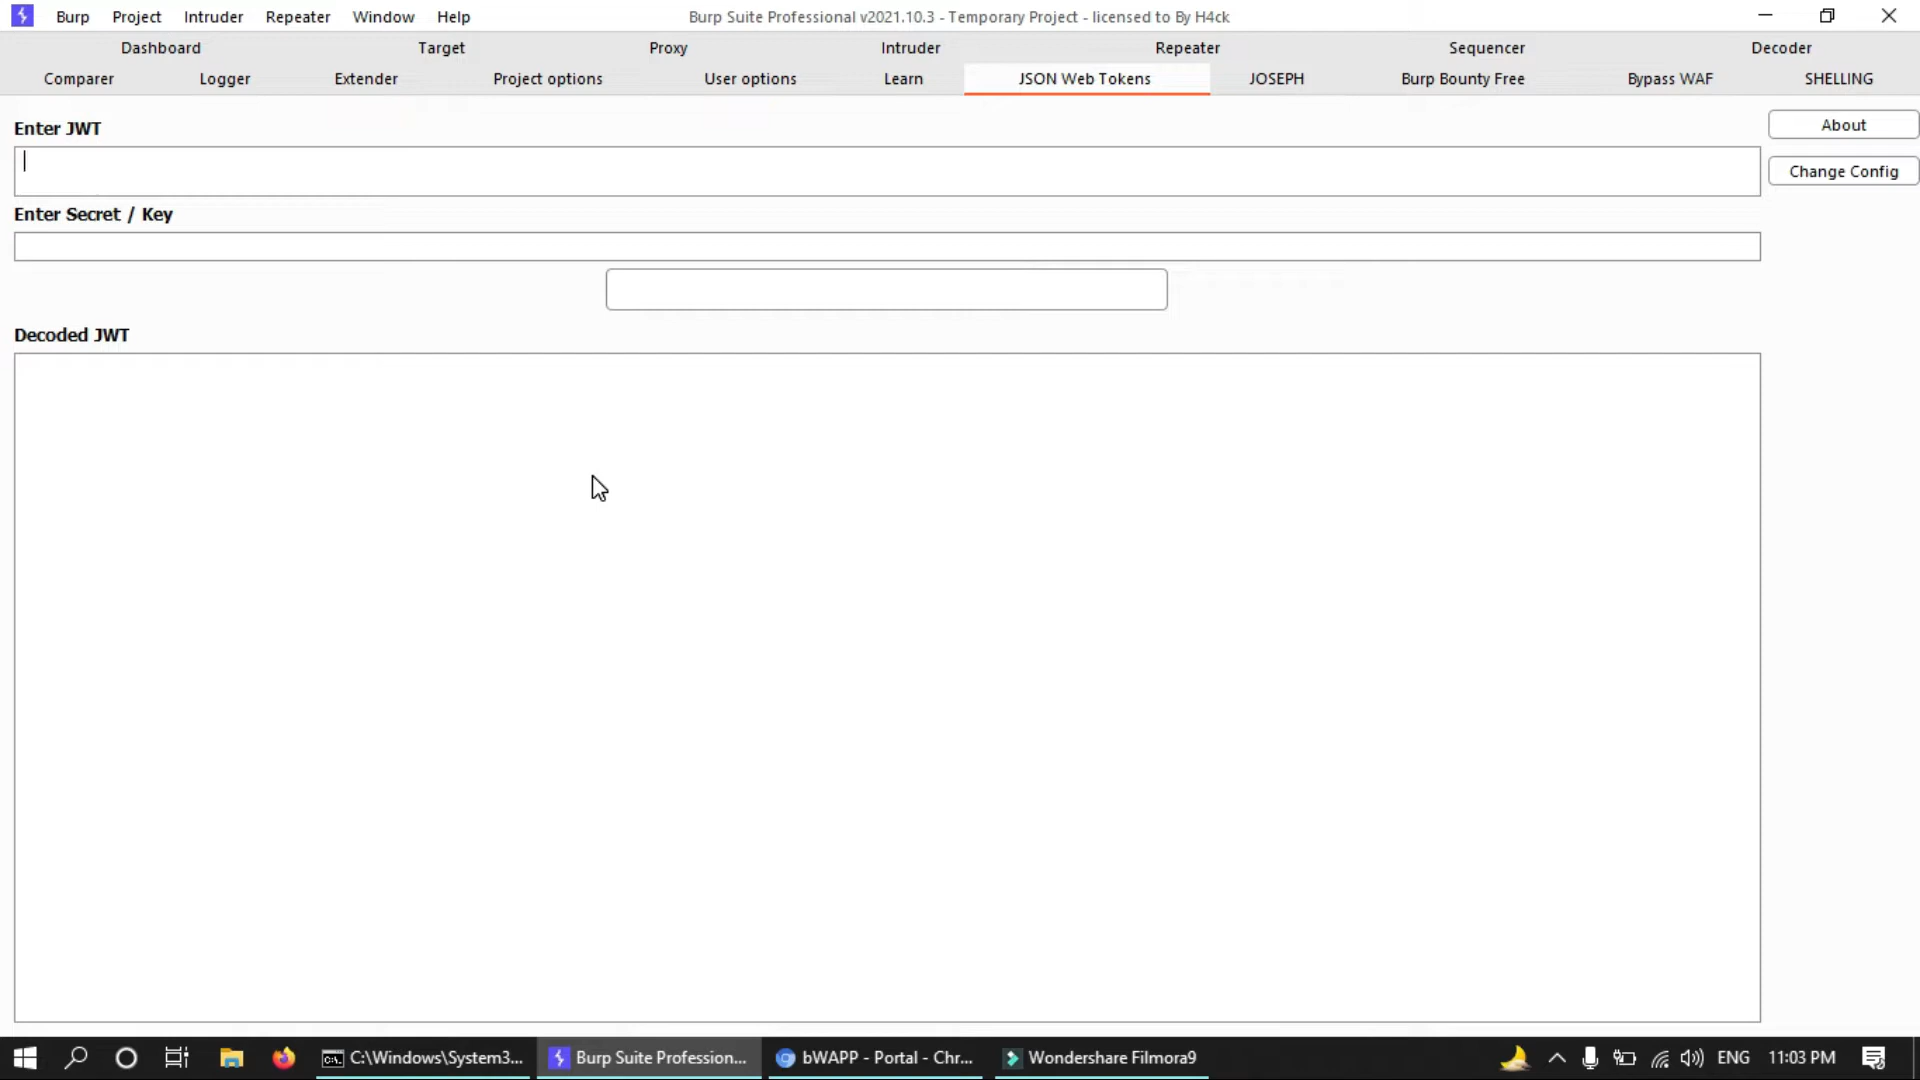 Burp Project Intruder Repeater Window Help Burp Suite Professional v2021.10.3 - Temporary Project - licensed to By H4ck
Dashboard Target Proxy Intruder Repeater Sequencer Decoder
Comparer Logger Extender Project options User options Learn JSON Web Tokens JOSEPH Burp Bounty Free Bypass WAF SHELLING
Enter JWT
About
Change Config
Enter Secret / Key
Decoded JWT
C:\Windows\System3... Burp Suite Profession... bWAPP - Portal - Chr... Wondershare Filmora9 ENG 11:03 PM